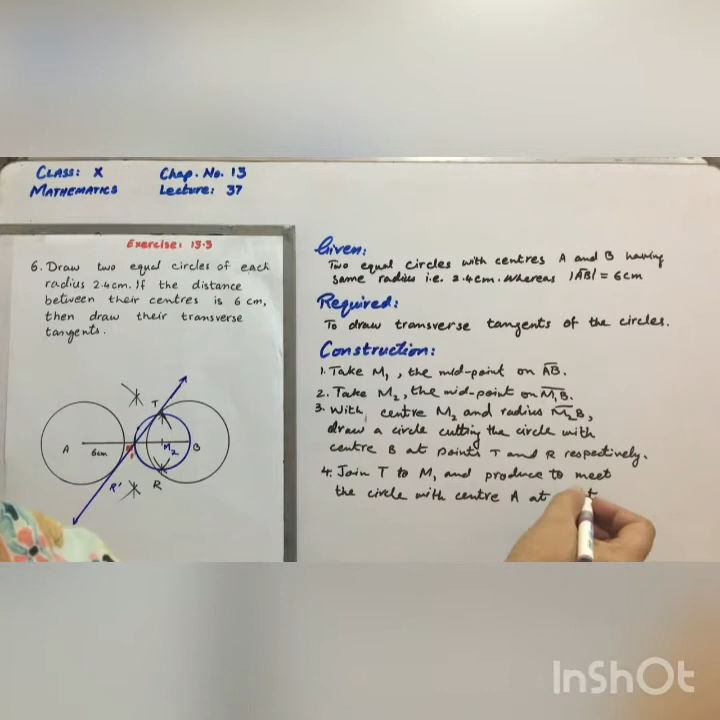 CLASS: X Chap. No. 13
MATHEMATICS Lecture: 37
Exercise: 13.3
6. Draw two equal circles of each
radius 2.4cm. If the distance
between their centres is 6 cm,
then draw their transverse
tangents.
T
A
B
6cm
M2
R'
R
Given:
Two equal circles with centres A and B having
same radius i.e. 2.4cm. Whereas |AB| = 6cm
Required:
To draw transverse tangents of the circles.
Construction:
1. Take M1, the mid-point on AB.
2. Take M2, the mid-point on M1B.
3. With centre M2 and radius M2B,
draw a circle cutting the circle with
centre B at points T and R respectively.
4. Join T to M1 and produce to meet
the circle with centre A at
InShOt